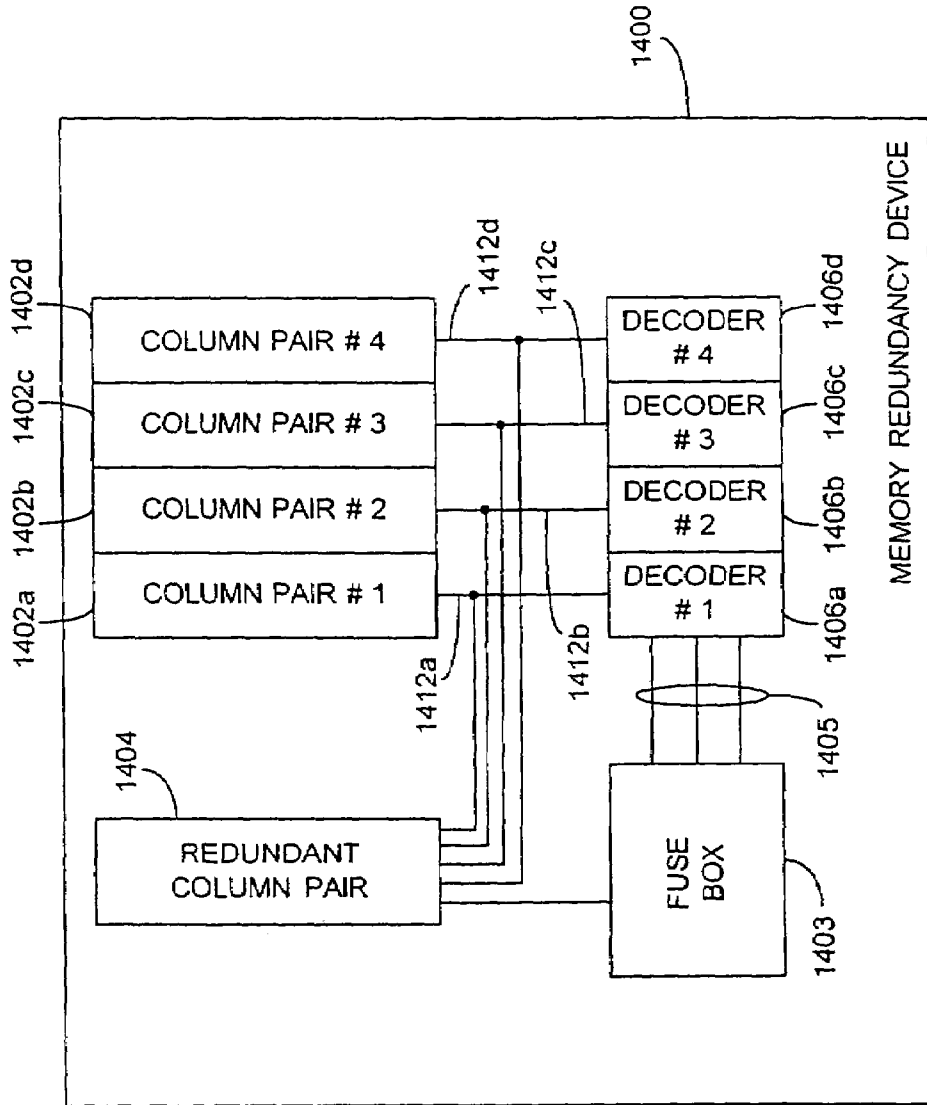 1400
MEMORY REDUNDANCY DEVICE
1402a
1402b
1402c
1402d
COLUMN PAIR # 1
COLUMN PAIR # 2
COLUMN PAIR # 3
COLUMN PAIR # 4
1404
REDUNDANT
COLUMN PAIR
1412a
1412b
1412c
1412d
DECODER
# 1
DECODER
# 2
DECODER
# 3
DECODER
# 4
1406a
1406b
1406c
1406d
1405
FUSE
BOX
1403